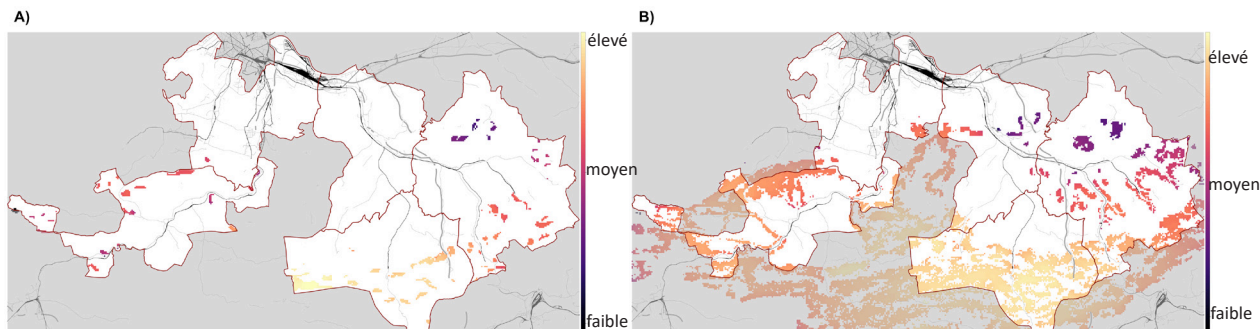 A)
élevé
moyen
faible
B)
élevé
moyen
faible